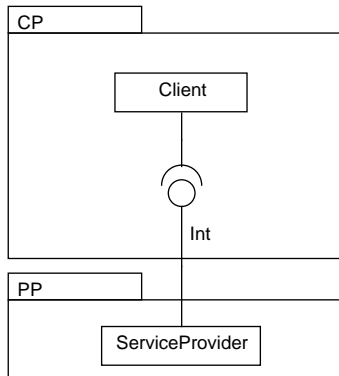 CP
Client
Int
PP
ServiceProvider